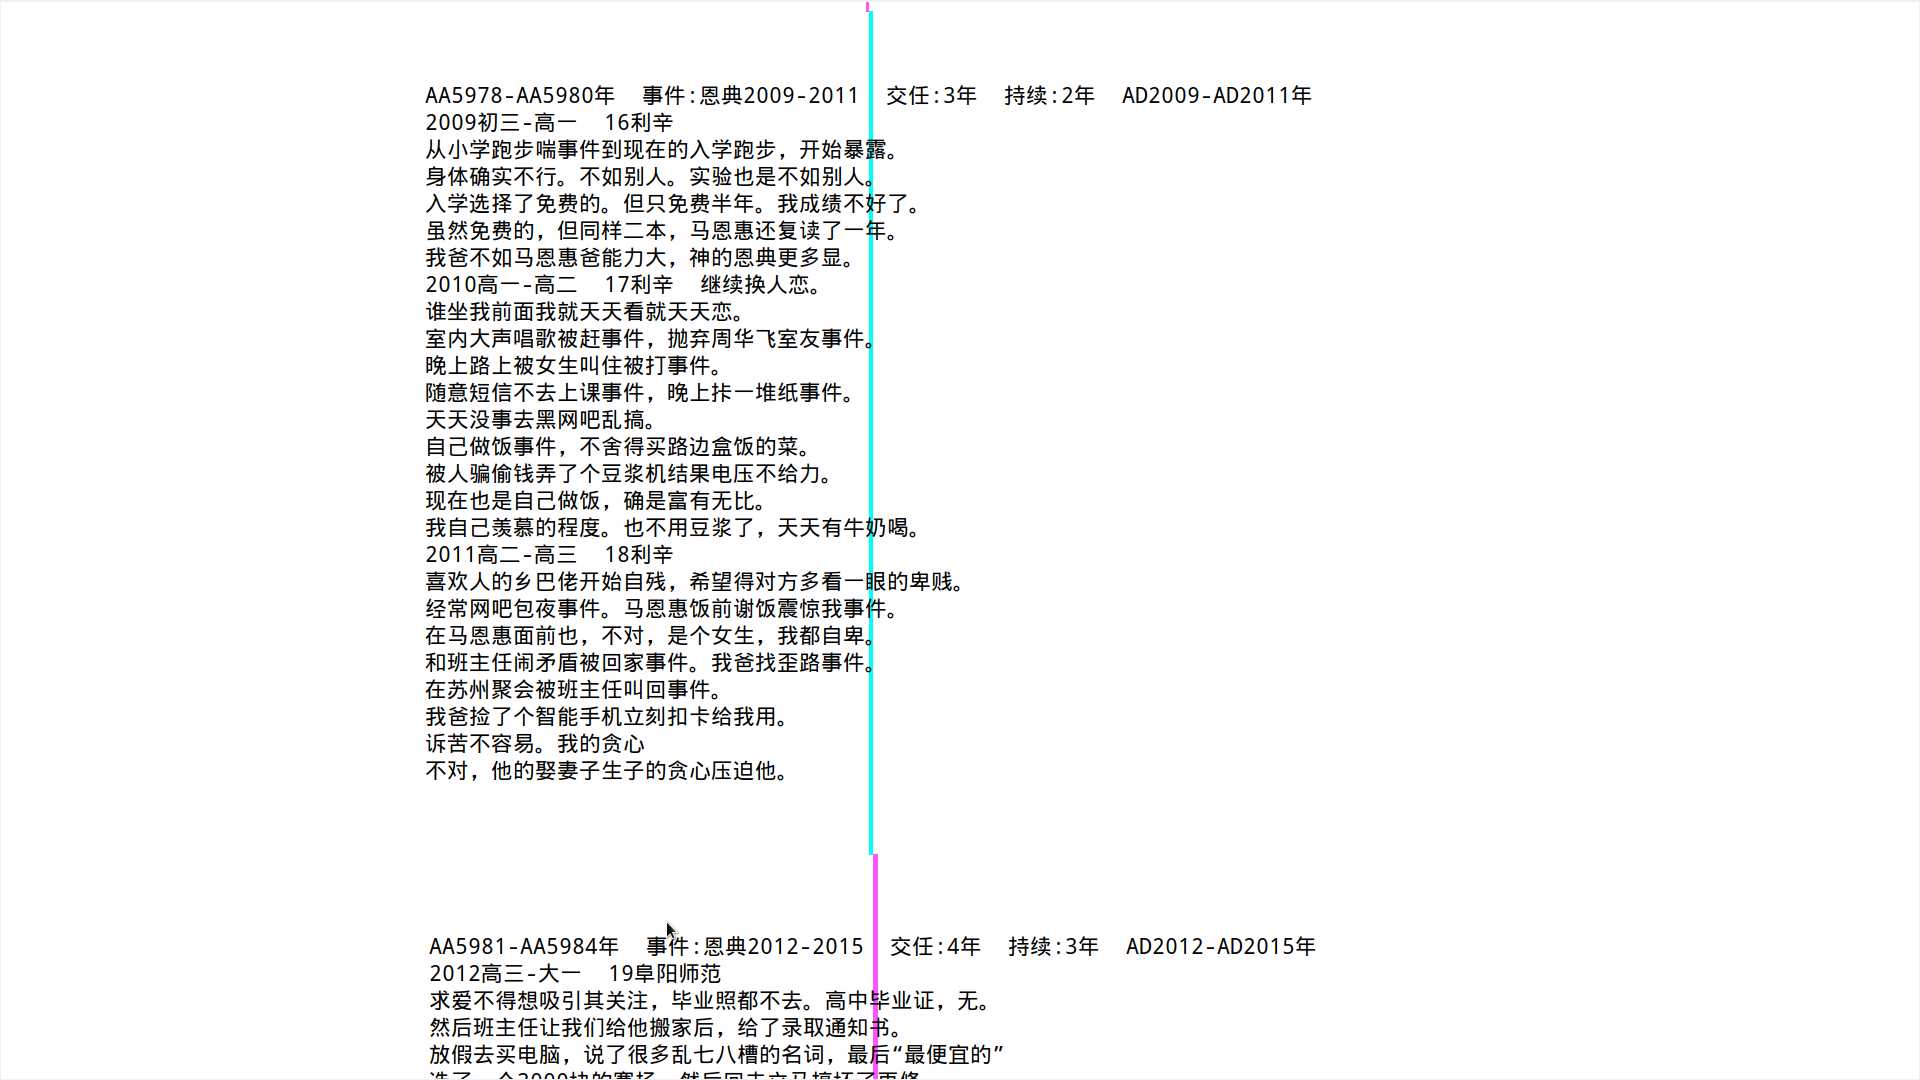 AA5978-AA5980年 事件:恩典2009-2011 交任:3年 持续:2年 AD2009-AD2011年
2009初三-高一 16利辛
从小学跑步喘事件到现在的入学跑步，开始暴露。
身体确实不行。不如别人。实验也是不如别人。
入学选择了免费的。但只免费半年。我成绩不好了。
虽然免费的，但同样二本，马恩惠还复读了一年。
我爸不如马恩惠爸能力大，神的恩典更多显。
2010高一-高二 17利辛 继续换人恋。
谁坐我前面我就天天看就天天恋。
室内大声唱歌被赶事件，抛弃周华飞室友事件。
晚上路上被女生叫住被打事件。
随意短信不去上课事件，晚上拤一堆纸事件。
天天没事去黑网吧乱搞。
自己做饭事件，不舍得买路边盒饭的菜。
被人骗偷钱弄了个豆浆机结果电压不给力。
现在也是自己做饭，确是富有无比。
我自己羡慕的程度。也不用豆浆了，天天有牛奶喝。
2011高二-高三 18利辛
喜欢人的乡巴佬开始自残，希望得对方多看一眼的卑贱。
经常网吧包夜事件。马恩惠饭前谢饭震惊我事件。
在马恩惠面前也，不对，是个女生，我都自卑。
和班主任闹矛盾被回家事件。我爸找歪路事件。
在苏州聚会被班主任叫回事件。
我爸捡了个智能手机立刻扣卡给我用。
诉苦不容易。我的贪心
不对，他的娶妻子生子的贪心压迫他。
AA5981-AA5984年 事件:恩典2012-2015 交任:4年 持续:3年 AD2012-AD2015年
2012高三-大一 19阜阳师范
求爱不得想吸引其关注，毕业照都不去。高中毕业证，无。
然后班主任让我们给他搬家后，给了录取通知书。
放假去买电脑，说了很多乱七八槽的名词，最后“最便宜的”